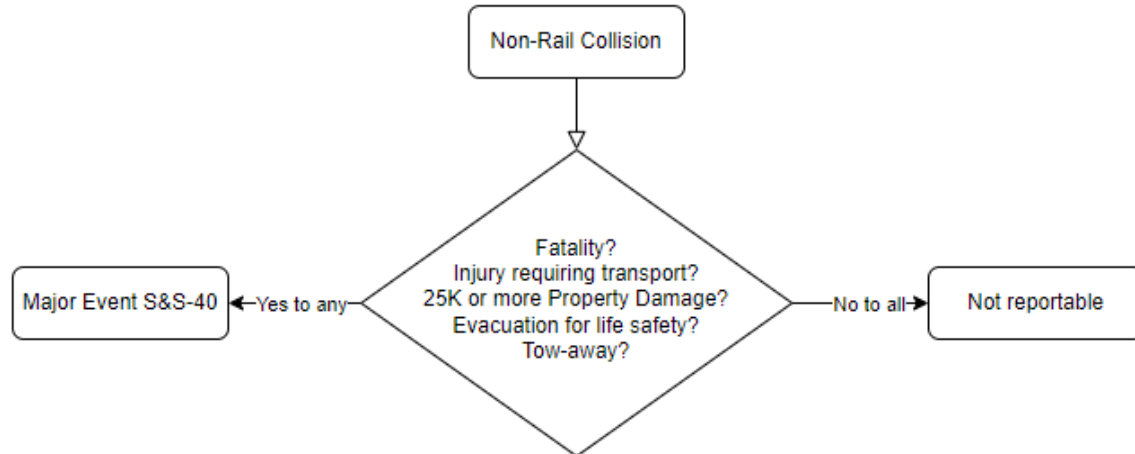 Non-Rail Collision
Fatality?
Injury requiring transport?
25K or more Property Damage?
Evacuation for life safety?
Tow-away?
Major Event S&S-40
Yes to any
No to all
Not reportable